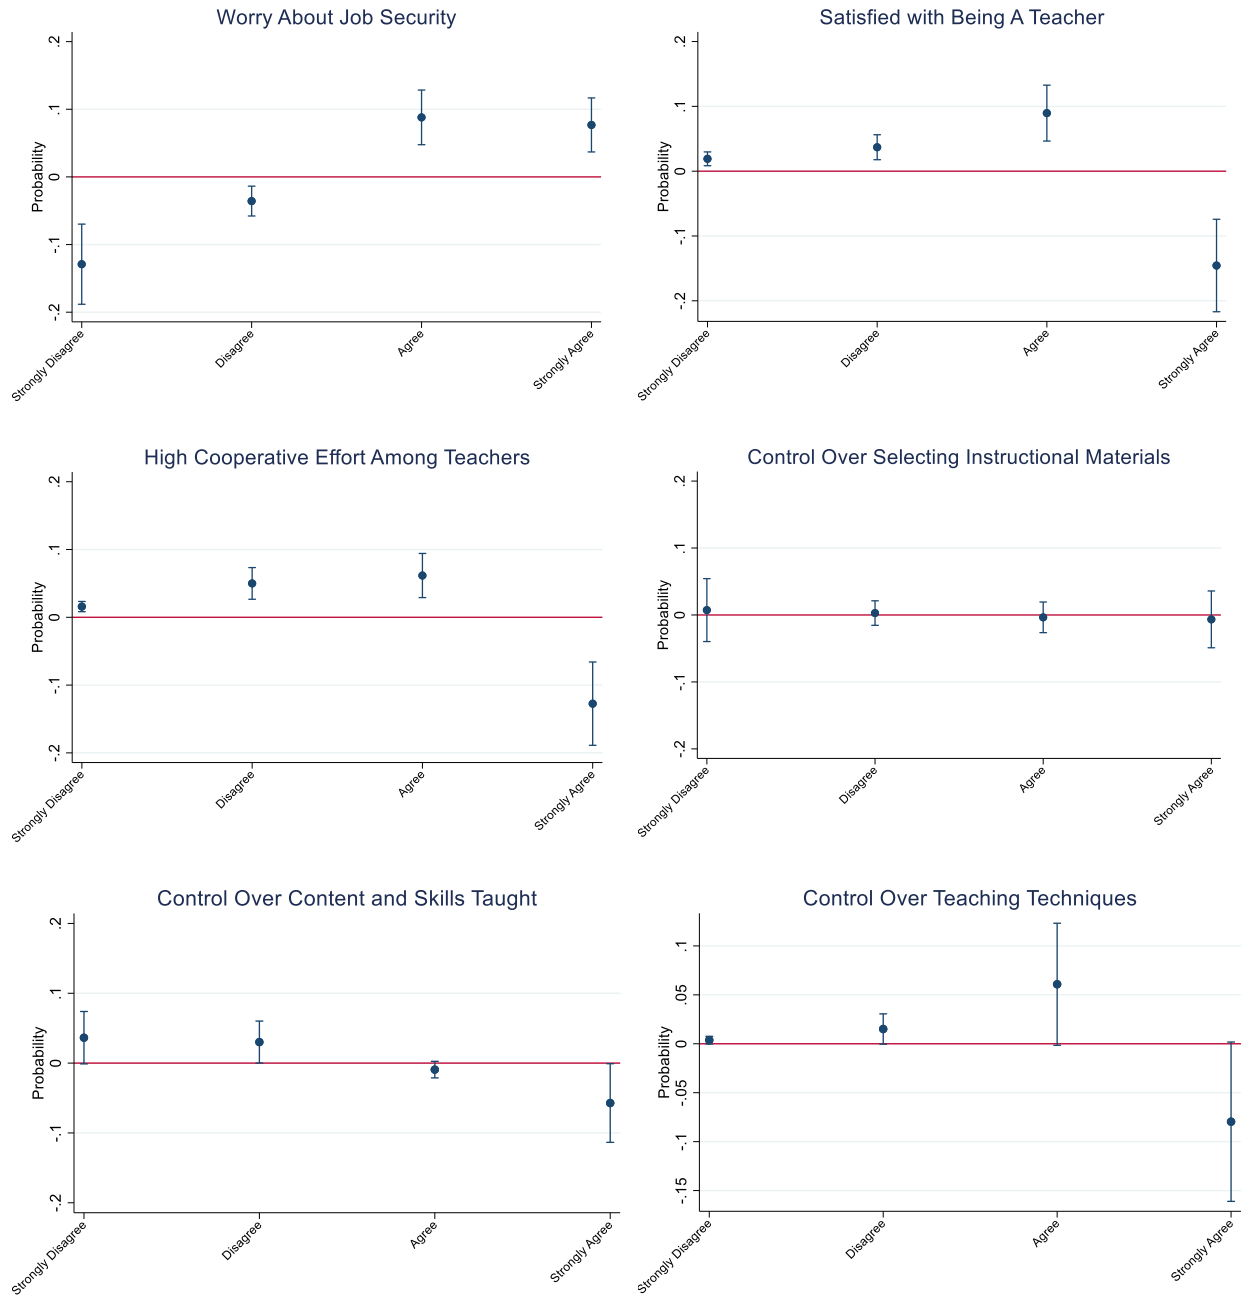 Worry About Job Security
.2
.1
0
-.1
-.2
Probability
Strongly Disagree
Disagree
Agree
Strongly Agree
Satisfied with Being A Teacher
.2
.1
0
-.1
-.2
Probability
Strongly Disagree
Disagree
Agree
Strongly Agree
High Cooperative Effort Among Teachers
.2
.1
0
-.1
-.2
Probability
Strongly Disagree
Disagree
Agree
Strongly Agree
Control Over Selecting Instructional Materials
.2
.1
0
-.1
-.2
Probability
Strongly Disagree
Disagree
Agree
Strongly Agree
Control Over Content and Skills Taught
.2
.1
0
-.1
-.2
Probability
Strongly Disagree
Disagree
Agree
Strongly Agree
Control Over Teaching Techniques
.1
.05
0
-.05
-.1
-.15
Probability
Strongly Disagree
Disagree
Agree
Strongly Agree